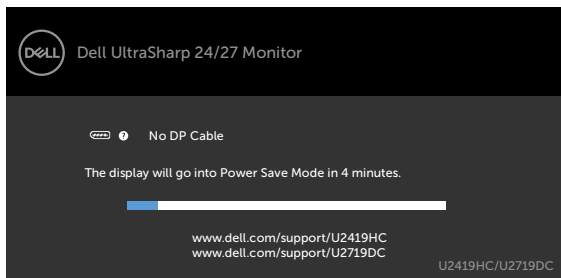 DELL
Dell UltraSharp 24/27 Monitor
? No DP Cable
The display will go into Power Save Mode in 4 minutes.
www.dell.com/support/U2419HC
www.dell.com/support/U2719DC
U2419HC/U2719DC